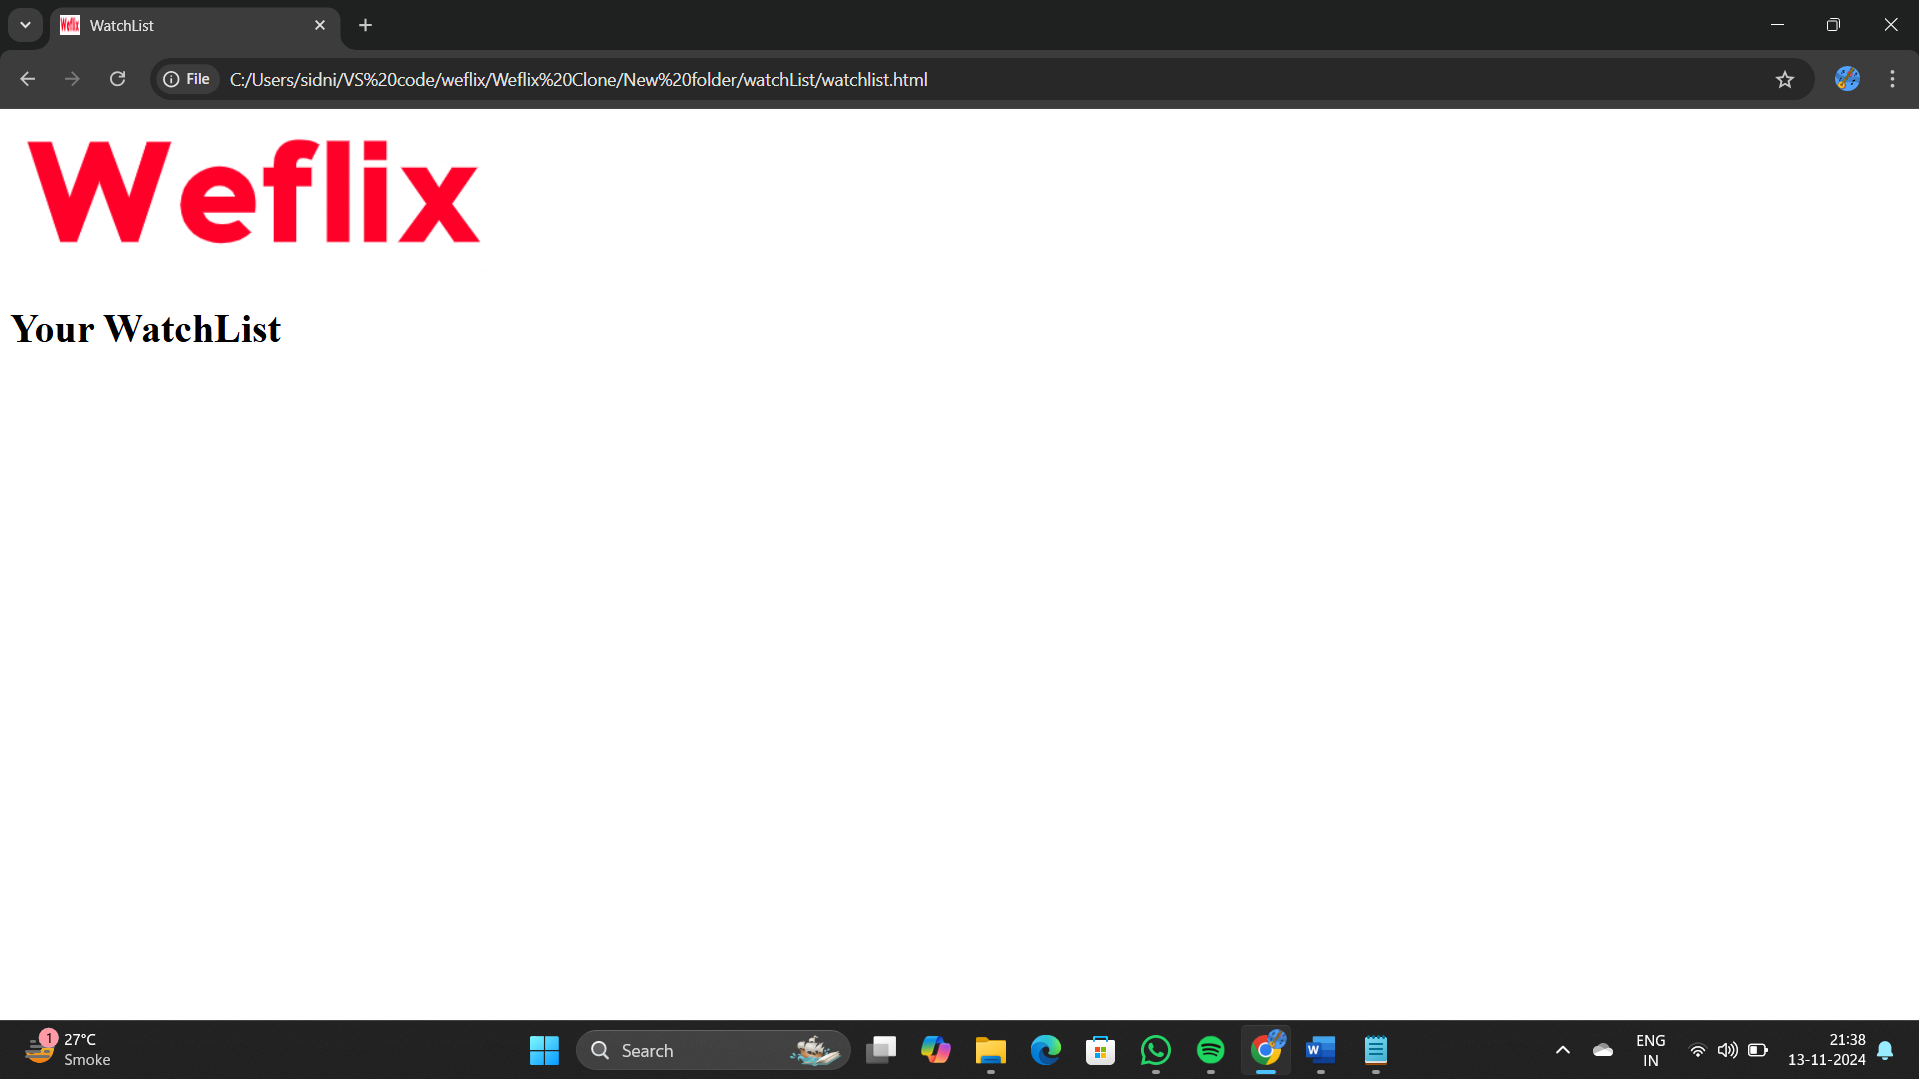 WatchList
File
C:/Users/sidni/VS%20code/weflix/Weflix%20Clone/New%20folder/watchList/watchlist.html
Weflix
Your WatchList
1
27°C
Smoke
Search
W
ENG
IN
21:38
13-11-2024